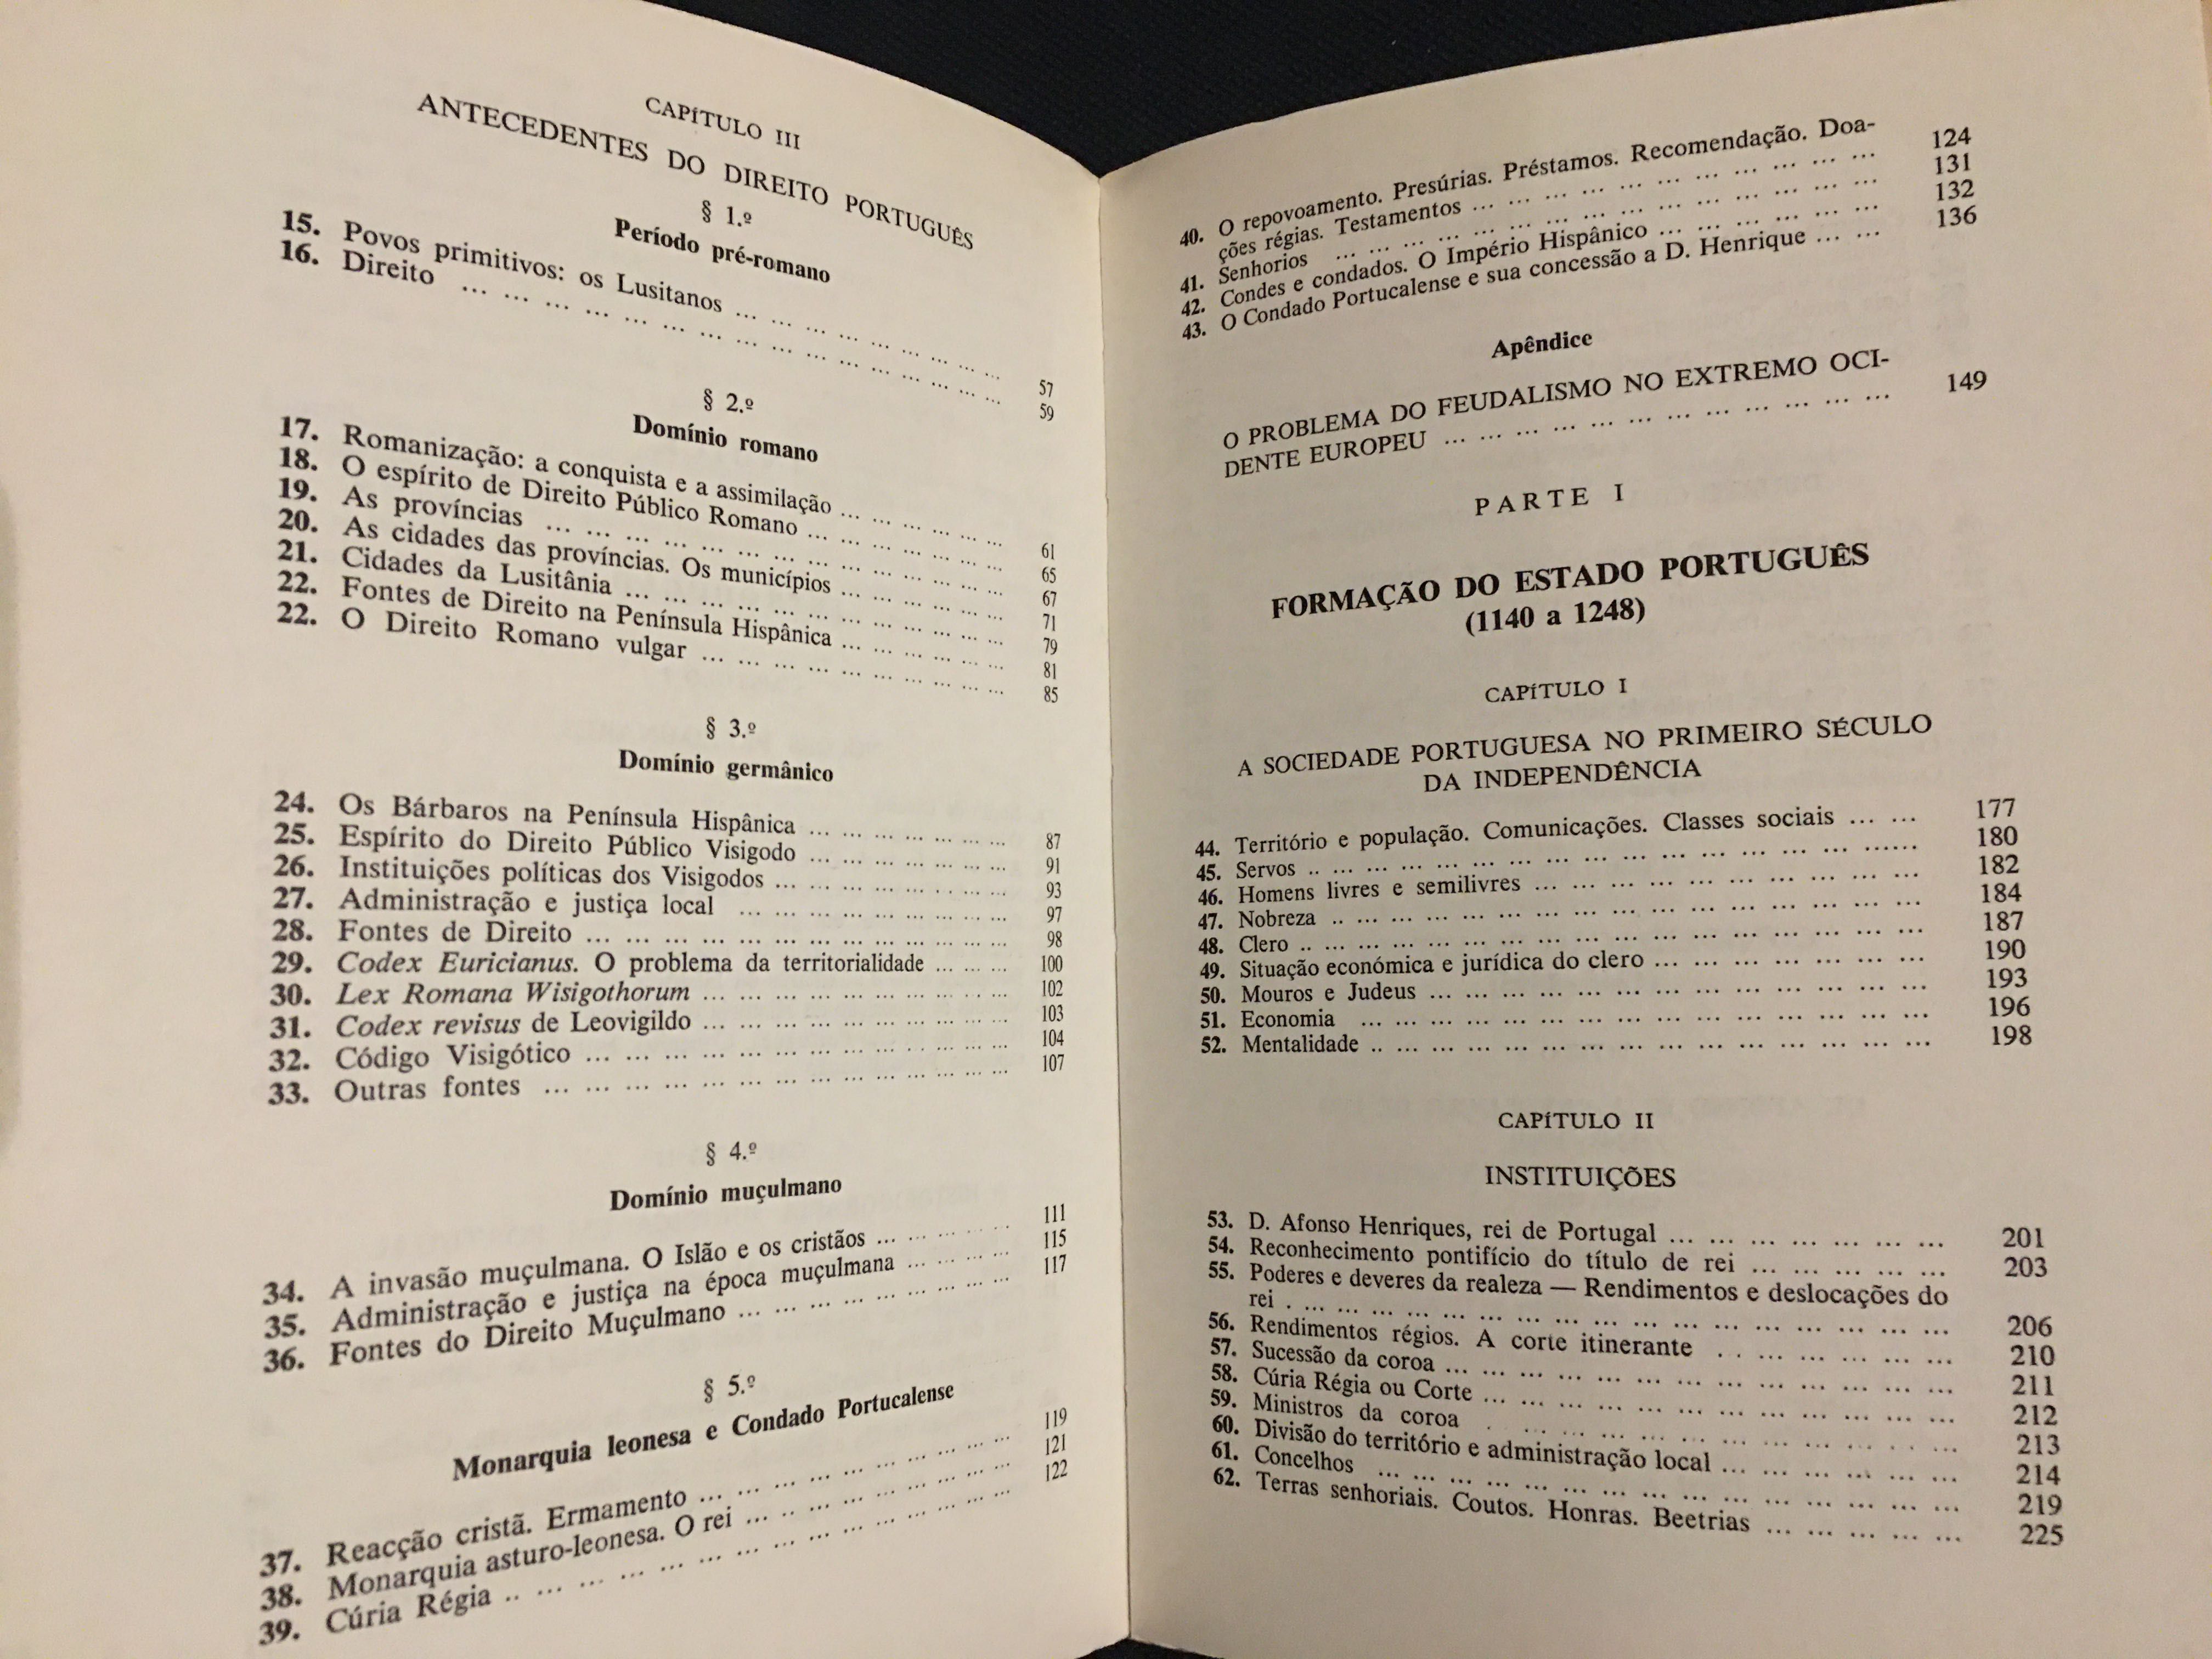 CAPÍTULO III
ANTECEDENTES DO DIREITO PORTUGUÊS
§ 1.º
Período pré-romano
15. Povos primitivos: os Lusitanos ... ... ... ... ... ... ... ... 57
16. Direito ... ... ... ... ... ... ... ... ... ... ... ... ... ... 59
§ 2.º
Domínio romano
17. Romanização: a conquista e a assimilação ... ... ... ... ... 61
18. O espírito de Direito Público Romano ... ... ... ... ... ... 65
19. As províncias ... ... ... ... ... ... ... ... ... ... ... ... 67
20. As cidades das províncias. Os municípios ... ... ... ... ... 71
21. Cidades da Lusitânia ... ... ... ... ... ... ... ... ... ... 79
22. Fontes de Direito na Península Hispânica ... ... ... ... ... 81
22. O Direito Romano vulgar ... ... ... ... ... ... ... ... ... 85
§ 3.º
Domínio germânico
24. Os Bárbaros na Península Hispânica ... ... ... ... ... ... 87
25. Espírito do Direito Público Visigodo ... ... ... ... ... ... 91
26. Instituições políticas dos Visigodos ... ... ... ... ... ... ... 93
27. Administração e justiça local ... ... ... ... ... ... ... ... 97
28. Fontes de Direito ... ... ... ... ... ... ... ... ... ... ... ... 98
29. Codex Euricianus. O problema da territorialidade ... ... ... 100
30. Lex Romana Wisigothorum ... ... ... ... ... ... ... ... ... 102
31. Codex revisus de Leovigildo ... ... ... ... ... ... ... ... ... 103
32. Código Visigótico ... ... ... ... ... ... ... ... ... ... ... ... 104
33. Outras fontes ... ... ... ... ... ... ... ... ... ... ... ... ... 107
§ 4.º
Domínio muçulmano
34. A invasão muçulmana. O Islão e os cristãos ... ... ... ... ... 111
35. Administração e justiça na época muçulmana ... ... ... ... 115
36. Fontes do Direito Muçulmano ... ... ... ... ... ... ... ... 117
§ 5.º
Monarquia leonesa e Condado Portucalense
37. Reacção cristã. Ermamento ... ... ... ... ... ... ... ... ... 119
38. Monarquia asturo-leonesa. O rei ... .. ... ... ... ... ... ... 121
39. Cúria Régia .. ... ... ... ... ... ... ... ... ... ... ... ... 122
40. O repovoamento. Presúrias. Préstamos. Recomendação. Doa-
ções régias. Testamentos ... ... ... ... ... ... ... ... ... ... ... 124
41. Senhorios ... ... ... ... ... ... ... ... ... ... ... ... ... ... ... 131
42. Condes e condados. O Império Hispânico ... ... ... ... ... ... 132
43. O Condado Portucalense e sua concessão a D. Henrique ... ... 136
Apêndice
O PROBLEMA DO FEUDALISMO NO EXTREMO OCI-
DENTE EUROPEU ... ... ... ... ... ... ... ... ... ... ... ... 149
PARTE I
FORMAÇÃO DO ESTADO PORTUGUÊS
(1140 a 1248)
CAPÍTULO I
A SOCIEDADE PORTUGUESA NO PRIMEIRO SÉCULO
DA INDEPENDÊNCIA
44. Território e população. Comunicações. Classes sociais ... ... 177
45. Servos .. ... ... ... ... ... ... ... ... ... ... ... ... ... ... ... ...... 180
46. Homens livres e semilivres ... ... ... ... ... ... ... ... ... ... ... 182
47. Nobreza .. ... ... ... ... ... ... ... ... ... ... ... ... ... ... ... ... 184
48. Clero .. ... ... ... ... ... ... ... ... ... ... ... ... ... ... ... ... ... 187
49. Situação económica e jurídica do clero ... ... ... ... ... ... ... ... 190
50. Mouros e Judeus ... ... ... ... ... ... ... ... ... ... ... ... ... ... 193
51. Economia ... ... ... ... ... ... ... ... ... ... ... ... ... ... ... ... 196
52. Mentalidade .. ... ... ... ... ... ... ... ... ... ... ... ... ... ... ... 198
CAPÍTULO II
INSTITUIÇÕES
53. D. Afonso Henriques, rei de Portugal ... ... ... ... ... ... ... ... 201
54. Reconhecimento pontifício do título de rei ... ... ... ... ... ... 203
55. Poderes e deveres da realeza — Rendimentos e deslocações do
rei . ... ... ... ... ... ... ... ... ... ... ... ... ... ... ... ... ... ... 206
56. Rendimentos régios. A corte itinerante . . ... ... ... ... ... ... 210
57. Sucessão da coroa ... ... ... ... ... ... ... ... ... ... ... ... ... ... 211
58. Cúria Régia ou Corte ... ... ... ... ... ... ... ... ... ... ... ... ... 212
59. Ministros da coroa . ... ... ... ... ... ... ... ... ... ... ... ... 213
60. Divisão do território e administração local ... ... ... ... ... ... ... 214
61. Concelhos ... ... ... ... ... ... ... ... ... ... ... ... ... ... ... ... 219
62. Terras senhoriais. Coutos. Honras. Beetrias ... ... ... ... ... ... 225